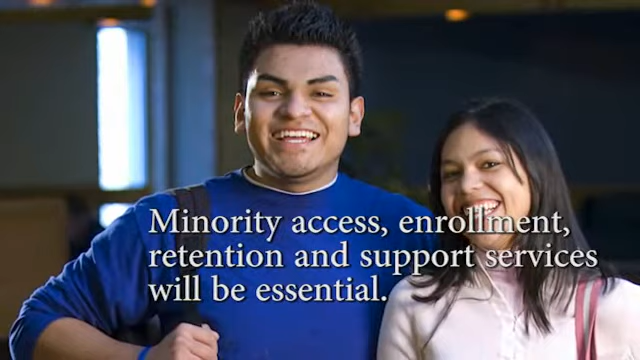 Minority access, enrollment,
retention and support services
will be essential.